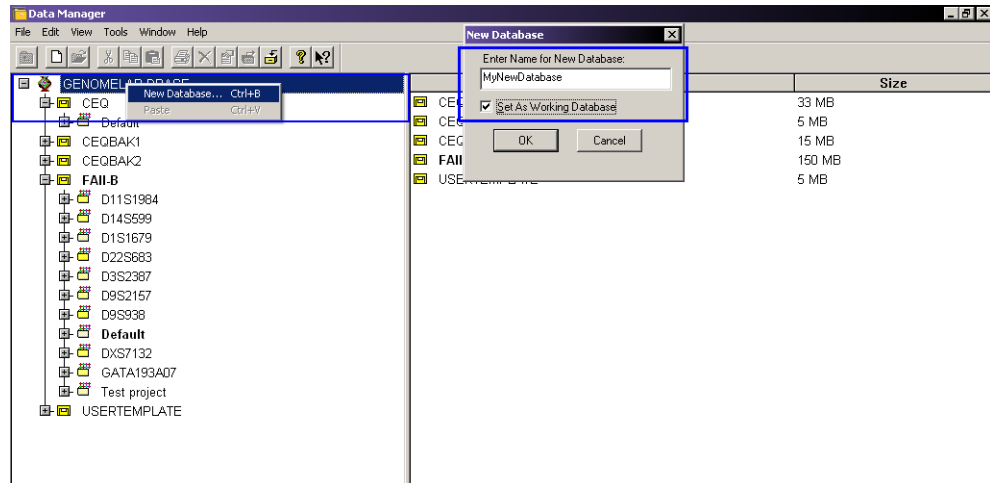 Data Manager
File Edit View Tools Window Help
New Database
Enter Name for New Database:
MyNewDatabase
Set As Working Database
OK Cancel
New Database... Ctrl+B
Paste Ctrl+V
Size
CEQ
33 MB
Default
5 MB
CEQBAK1
15 MB
CEQBAK2
150 MB
FAII-B
5 MB
D11S1984
D14S599
D1S1679
D22S683
D3S2387
D9S2157
D9S938
Default
DXS7132
GATA193A07
Test project
USERTEMPLATE